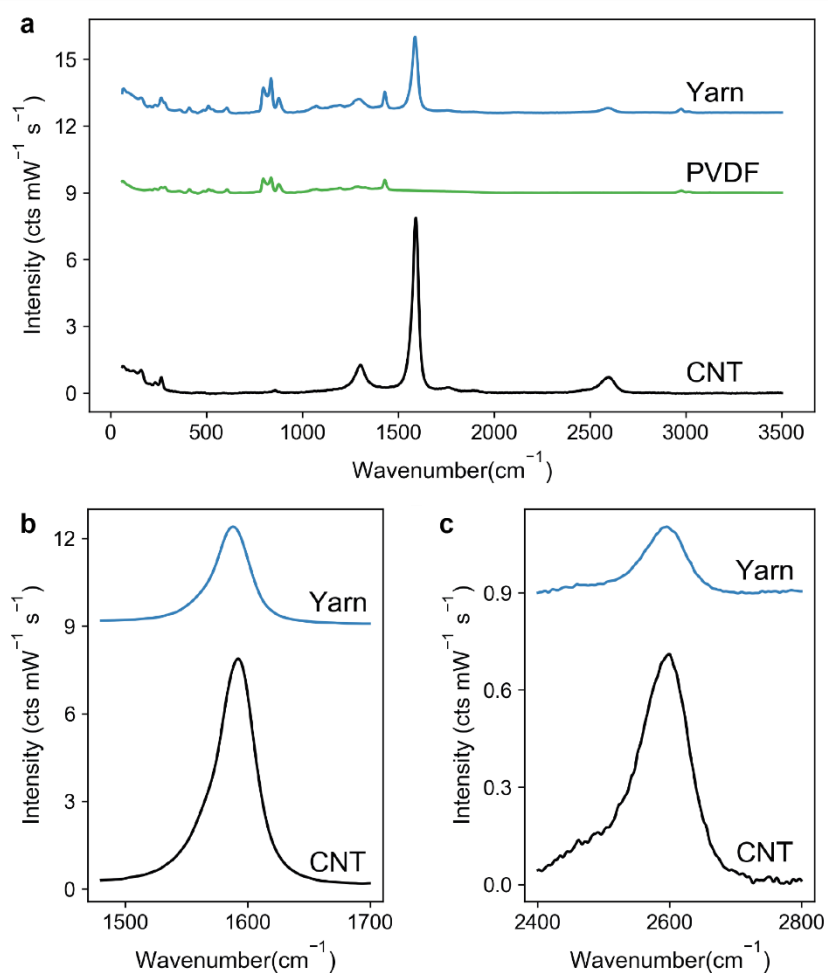 a
Intensity (cts mW⁻¹ s⁻¹)
15
12
9
6
3
0
Yarn
PVDF
CNT
0 500 1000 1500 2000 2500 3000 3500
Wavenumber(cm⁻¹)
b
Intensity (cts mW⁻¹ s⁻¹)
12
9
6
3
0
Yarn
CNT
1500 1600 1700
Wavenumber(cm⁻¹)
c
Intensity (cts mW⁻¹ s⁻¹)
0.9
0.6
0.3
0.0
Yarn
CNT
2400 2600 2800
Wavenumber(cm⁻¹)